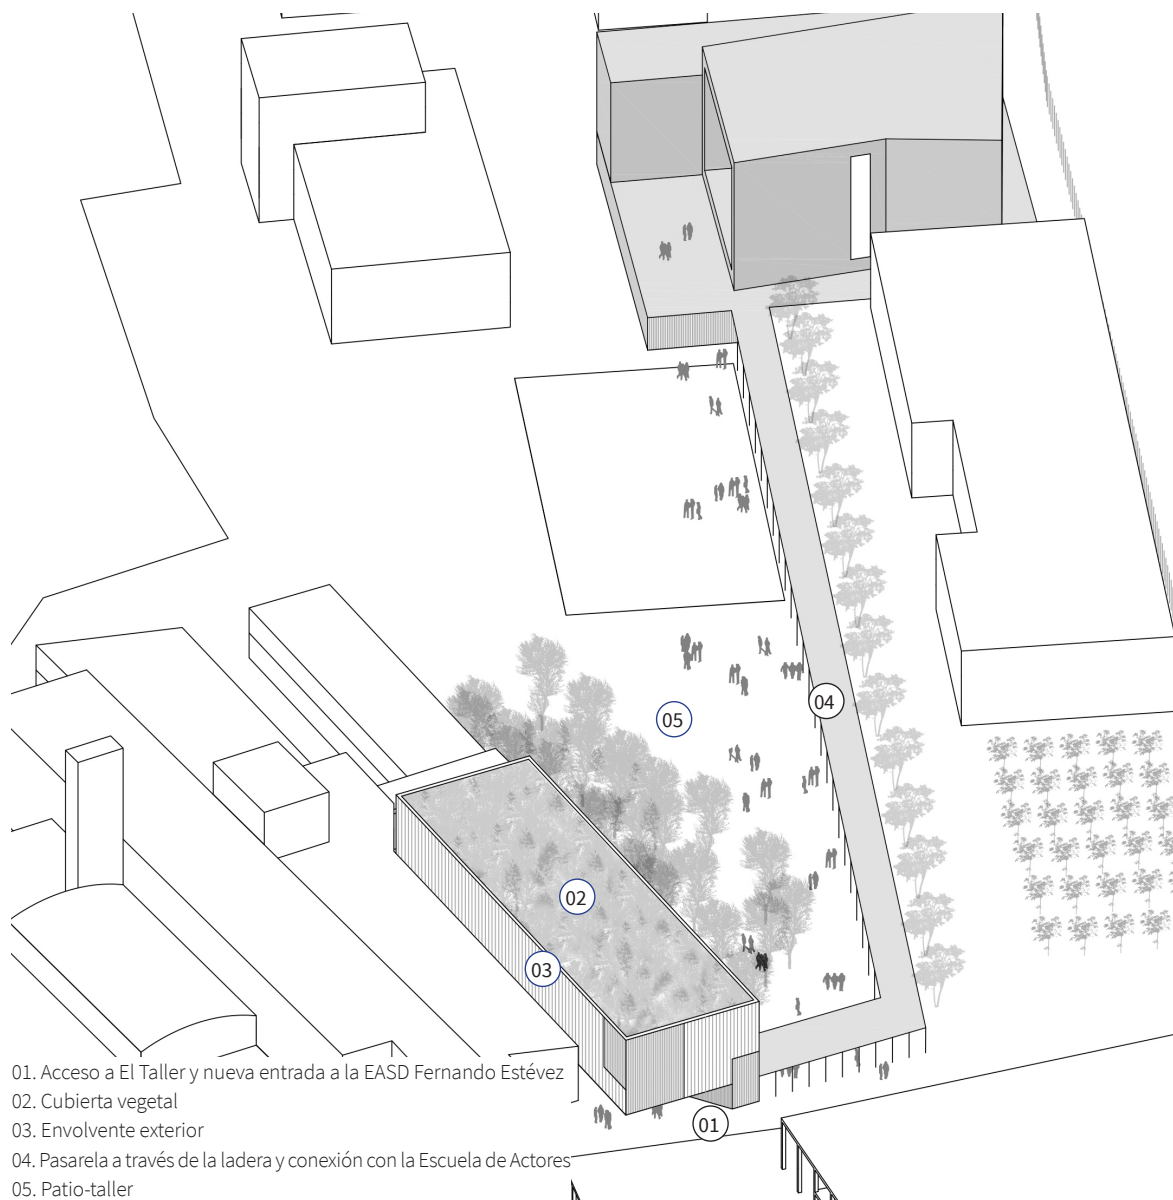 04
05
02
03
01
01. Acceso a El Taller y nueva entrada a la EASD Fernando Estévez
02. Cubierta vegetal
03. Envolvente exterior
04. Pasarela a través de la ladera y conexión con la Escuela de Actores
05. Patio-taller